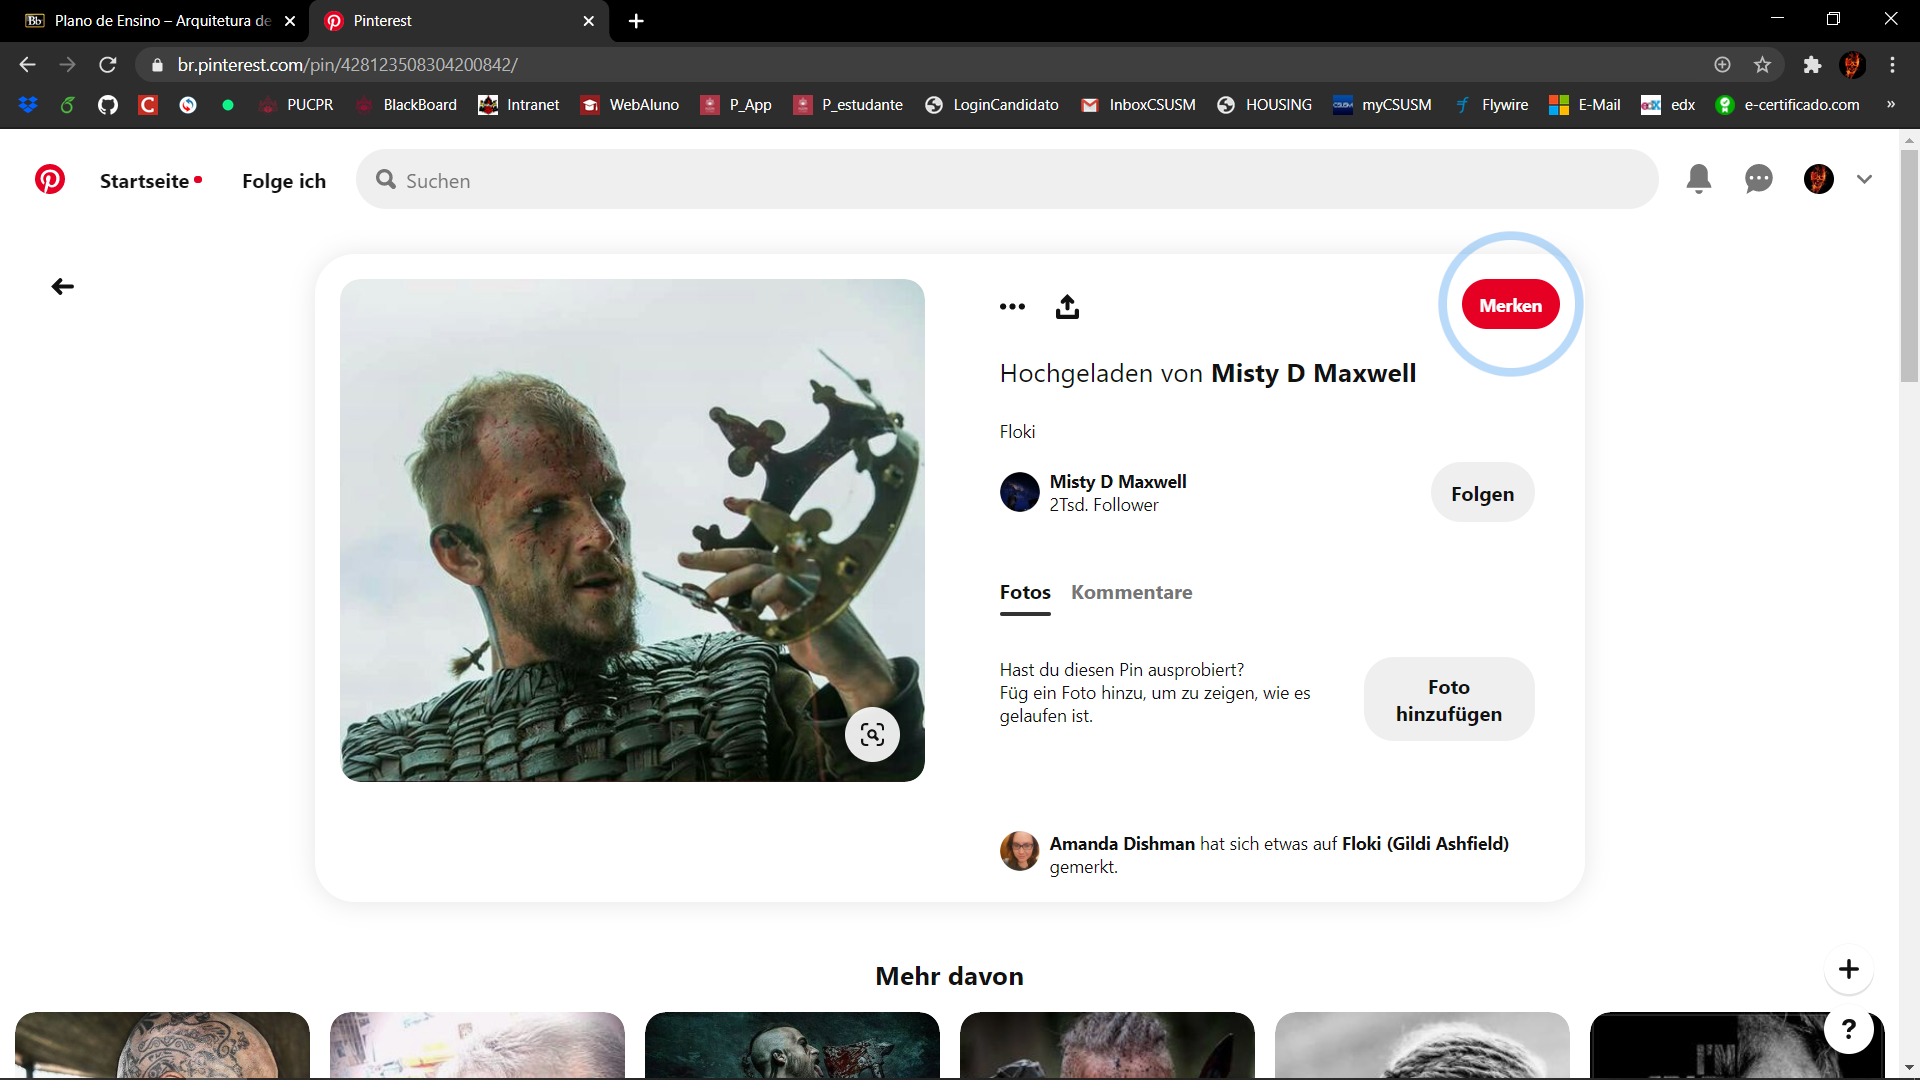 Plano de Ensino – Arquitetura de
Pinterest
br.pinterest.com/pin/428123508304200842/
PUCPR BlackBoard Intranet WebAluno P_App P_estudante LoginCandidato InboxCSUSM HOUSING myCSUSM Flywire E-Mail edx e-certificado.com »
Startseite Folge ich Suchen
Merken
Hochgeladen von Misty D Maxwell
Floki
Misty D Maxwell
2Tsd. Follower
Folgen
Fotos Kommentare
Hast du diesen Pin ausprobiert?
Füg ein Foto hinzu, um zu zeigen, wie es
gelaufen ist.
Foto
hinzufügen
Amanda Dishman hat sich etwas auf Floki (Gildi Ashfield)
gemerkt.
Mehr davon
?
I'M